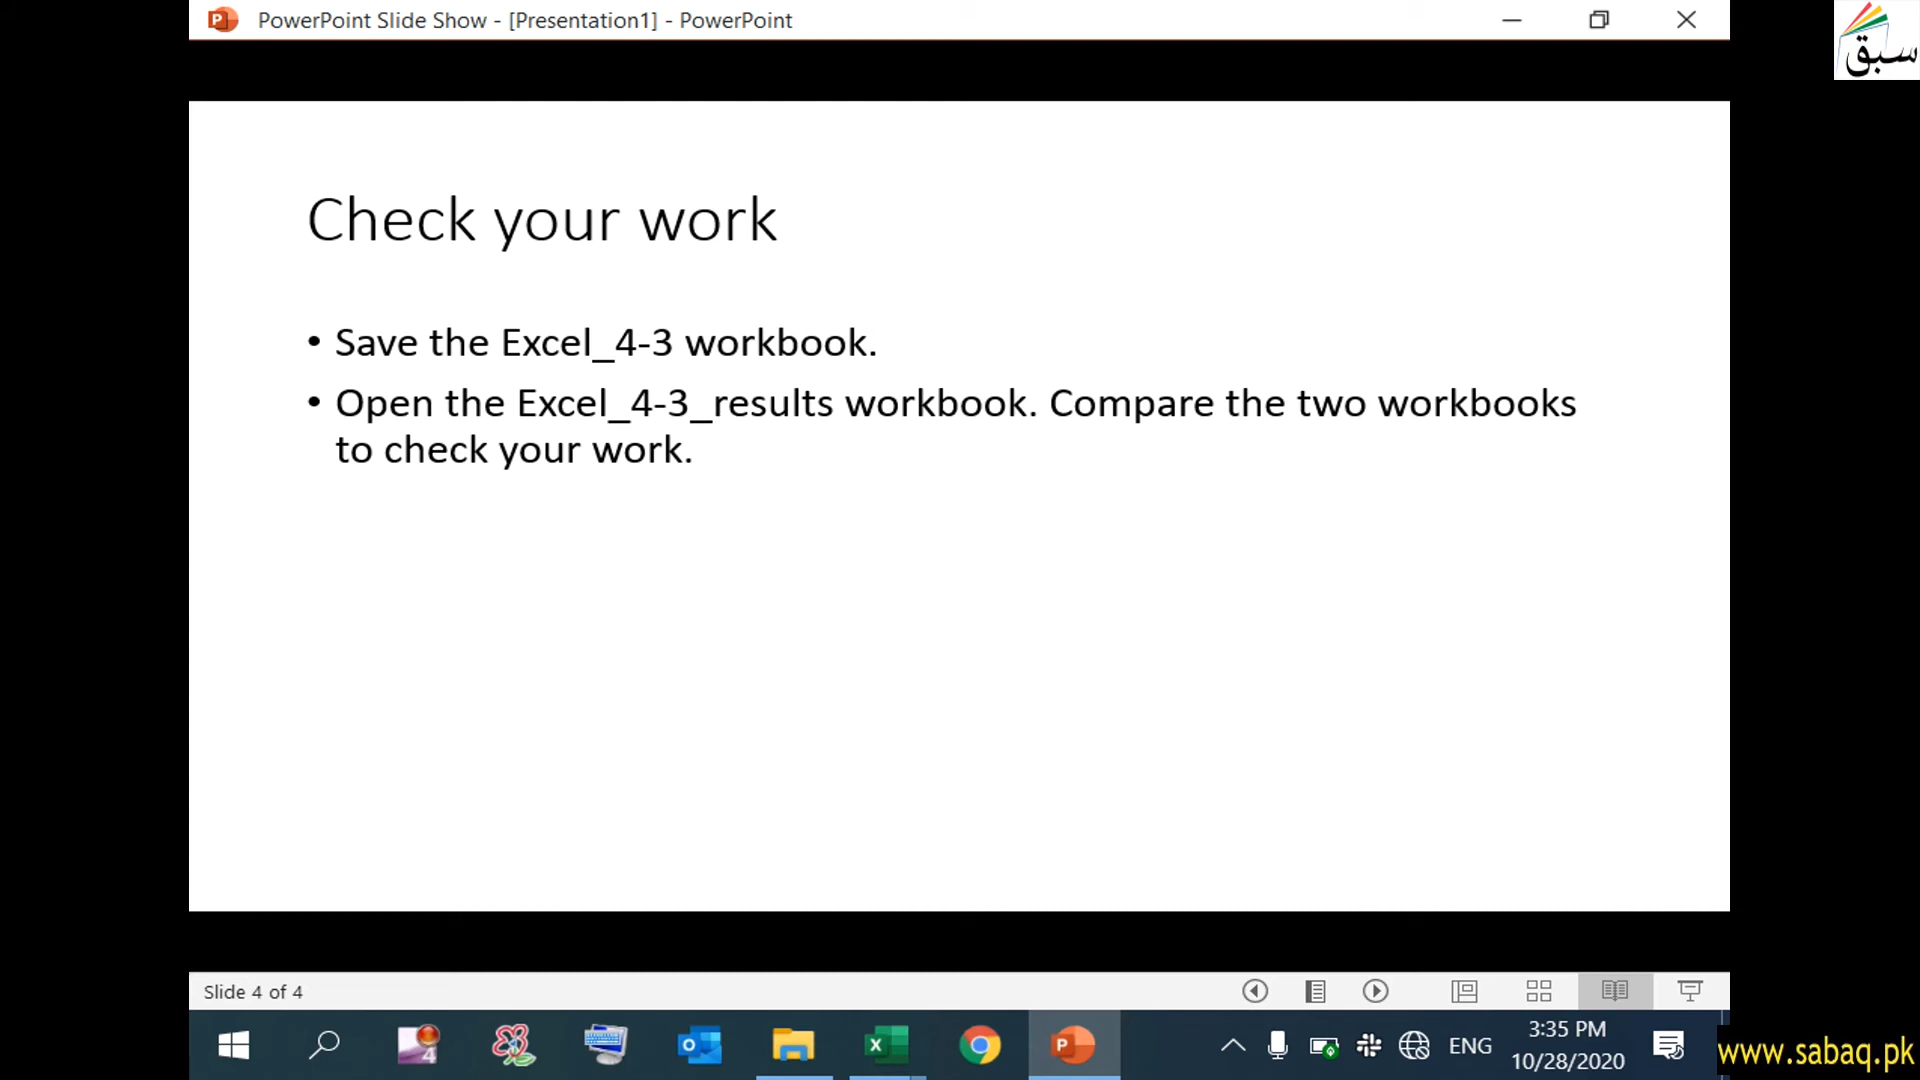 PowerPoint Slide Show - [Presentation1] - PowerPoint
سبق
Check your work
• Save the Excel_4-3 workbook.
• Open the Excel_4-3_results workbook. Compare the two workbooks
to check your work.
Slide 4 of 4
4
ENG
3:35 PM
10/28/2020
www.sabaq.pk